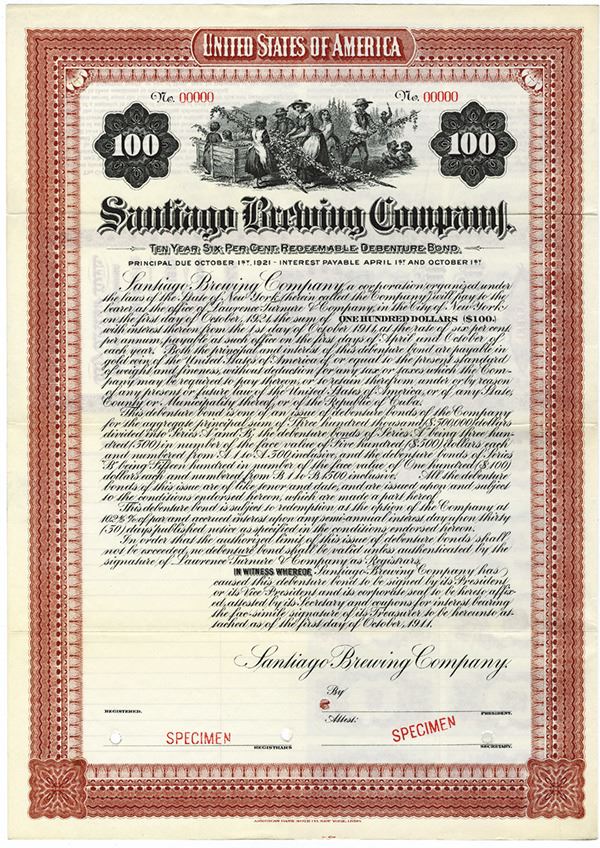 UNITED STATES OF AMERICA
No. 00000
No. 00000
100
100
Santiago Brewing Company.
TEN YEAR, SIX PER CENT. REDEEMABLE DEBENTURE BOND.
PRINCIPAL DUE OCTOBER 1ST, 1921 - INTEREST PAYABLE APRIL 1ST AND OCTOBER 1ST
Santiago Brewing Company a corporation organized under
the laws of the State of New York (herein called the Company) will pay to the
bearer at the office of Lawrence Turnure & Company, in the City of New York
on the first day of October, 1921, the sum of ONE HUNDRED DOLLARS ($100)
with interest thereon from the 1st day of October 1911, at the rate of six per cent
per annum, payable at such office on the first days of April and October of
each year. Both the principal and interest of this debenture bond are payable in
gold coin of the United States of America of or equal to the present standard
of weight and fineness, without deduction for any tax or taxes which the Com-
pany may be required to pay thereon, or to retain therefrom under or by reason
of any present or future law of the United States of America, or of any State,
County or Municipality thereof, or of the Republic of Cuba.
This debenture bond is one of an issue of debenture bonds of the Company
for the aggregate principal sum of Three hundred thousand ($300,000) dollars
divided into Series A and B, the debenture bonds of Series A being three hun-
dred (300) in number of the face value of Five hundred ($500) dollars each
and numbered from A 1 to A 300 inclusive, and the debenture bonds of Series
B being Fifteen hundred in number of the face value of One hundred ($100)
dollars each and numbered from B 1 to B 1500 inclusive. All the debenture
bonds of this issue are of like tenor and date, and are issued upon and subject
to the conditions endorsed hereon, which are made a part hereof.
This debenture bond is subject to redemption at the option of the Company at
102½% of par and accrued interest upon any semi-annual interest day upon thirty
(30) days published notice as specified in the conditions endorsed hereon.
In order that the authorized limit of this issue of debenture bonds shall
not be exceeded, no debenture bond shall be valid unless authenticated by the
signature of Lawrence Turnure & Company as Registrars.
IN WITNESS WHEREOF, Santiago Brewing Company has
caused this debenture bond to be signed by its President
or its Vice President and its corporate seal to be hereto affix-
ed, attested by its Secretary and coupons for interest bearing
the fac-simile signature of its Treasurer to be hereunto at-
tached as of the first day of October, 1911.
Santiago Brewing Company.
By
REGISTERED.
PRESIDENT.
Attest:
SPECIMEN
SPECIMEN
REGISTRARS
SECRETARY.